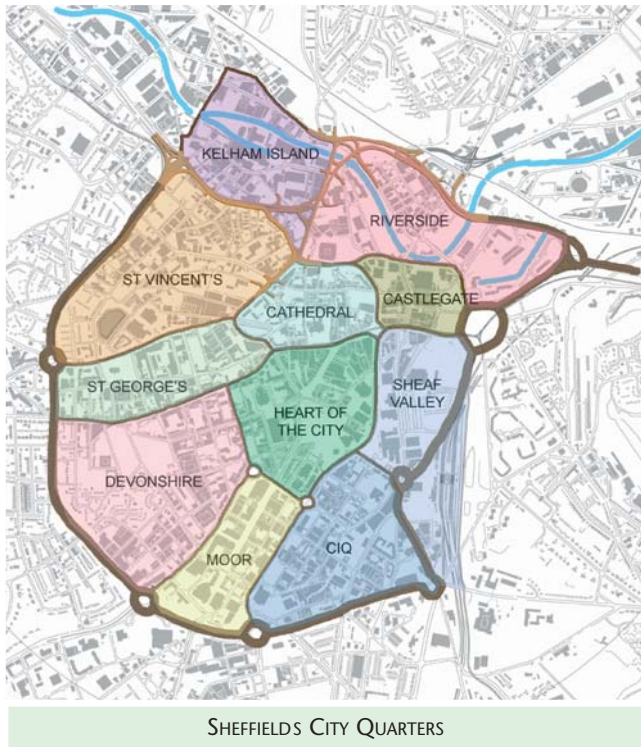 KELHAM ISLAND
RIVERSIDE
ST VINCENT'S
CATHEDRAL
CASTLEGATE
ST GEORGE'S
SHEAF
VALLEY
HEART OF
THE CITY
DEVONSHIRE
MOOR
CIQ
SHEFFIELDS CITY QUARTERS